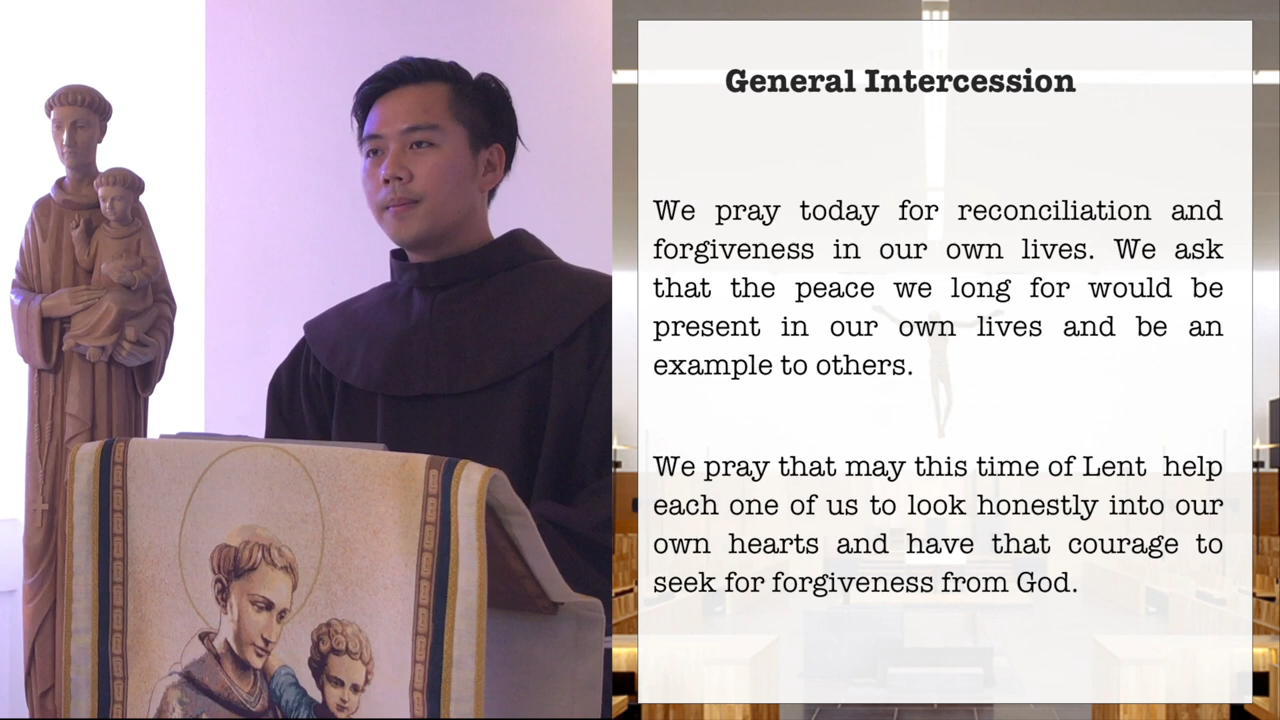 General Intercession
We pray today for reconciliation and
forgiveness in our own lives. We ask
that the peace we long for would be
present in our own lives and be an
example to others.
We pray that may this time of Lent help
each one of us to look honestly into our
own hearts and have that courage to
seek for forgiveness from God.